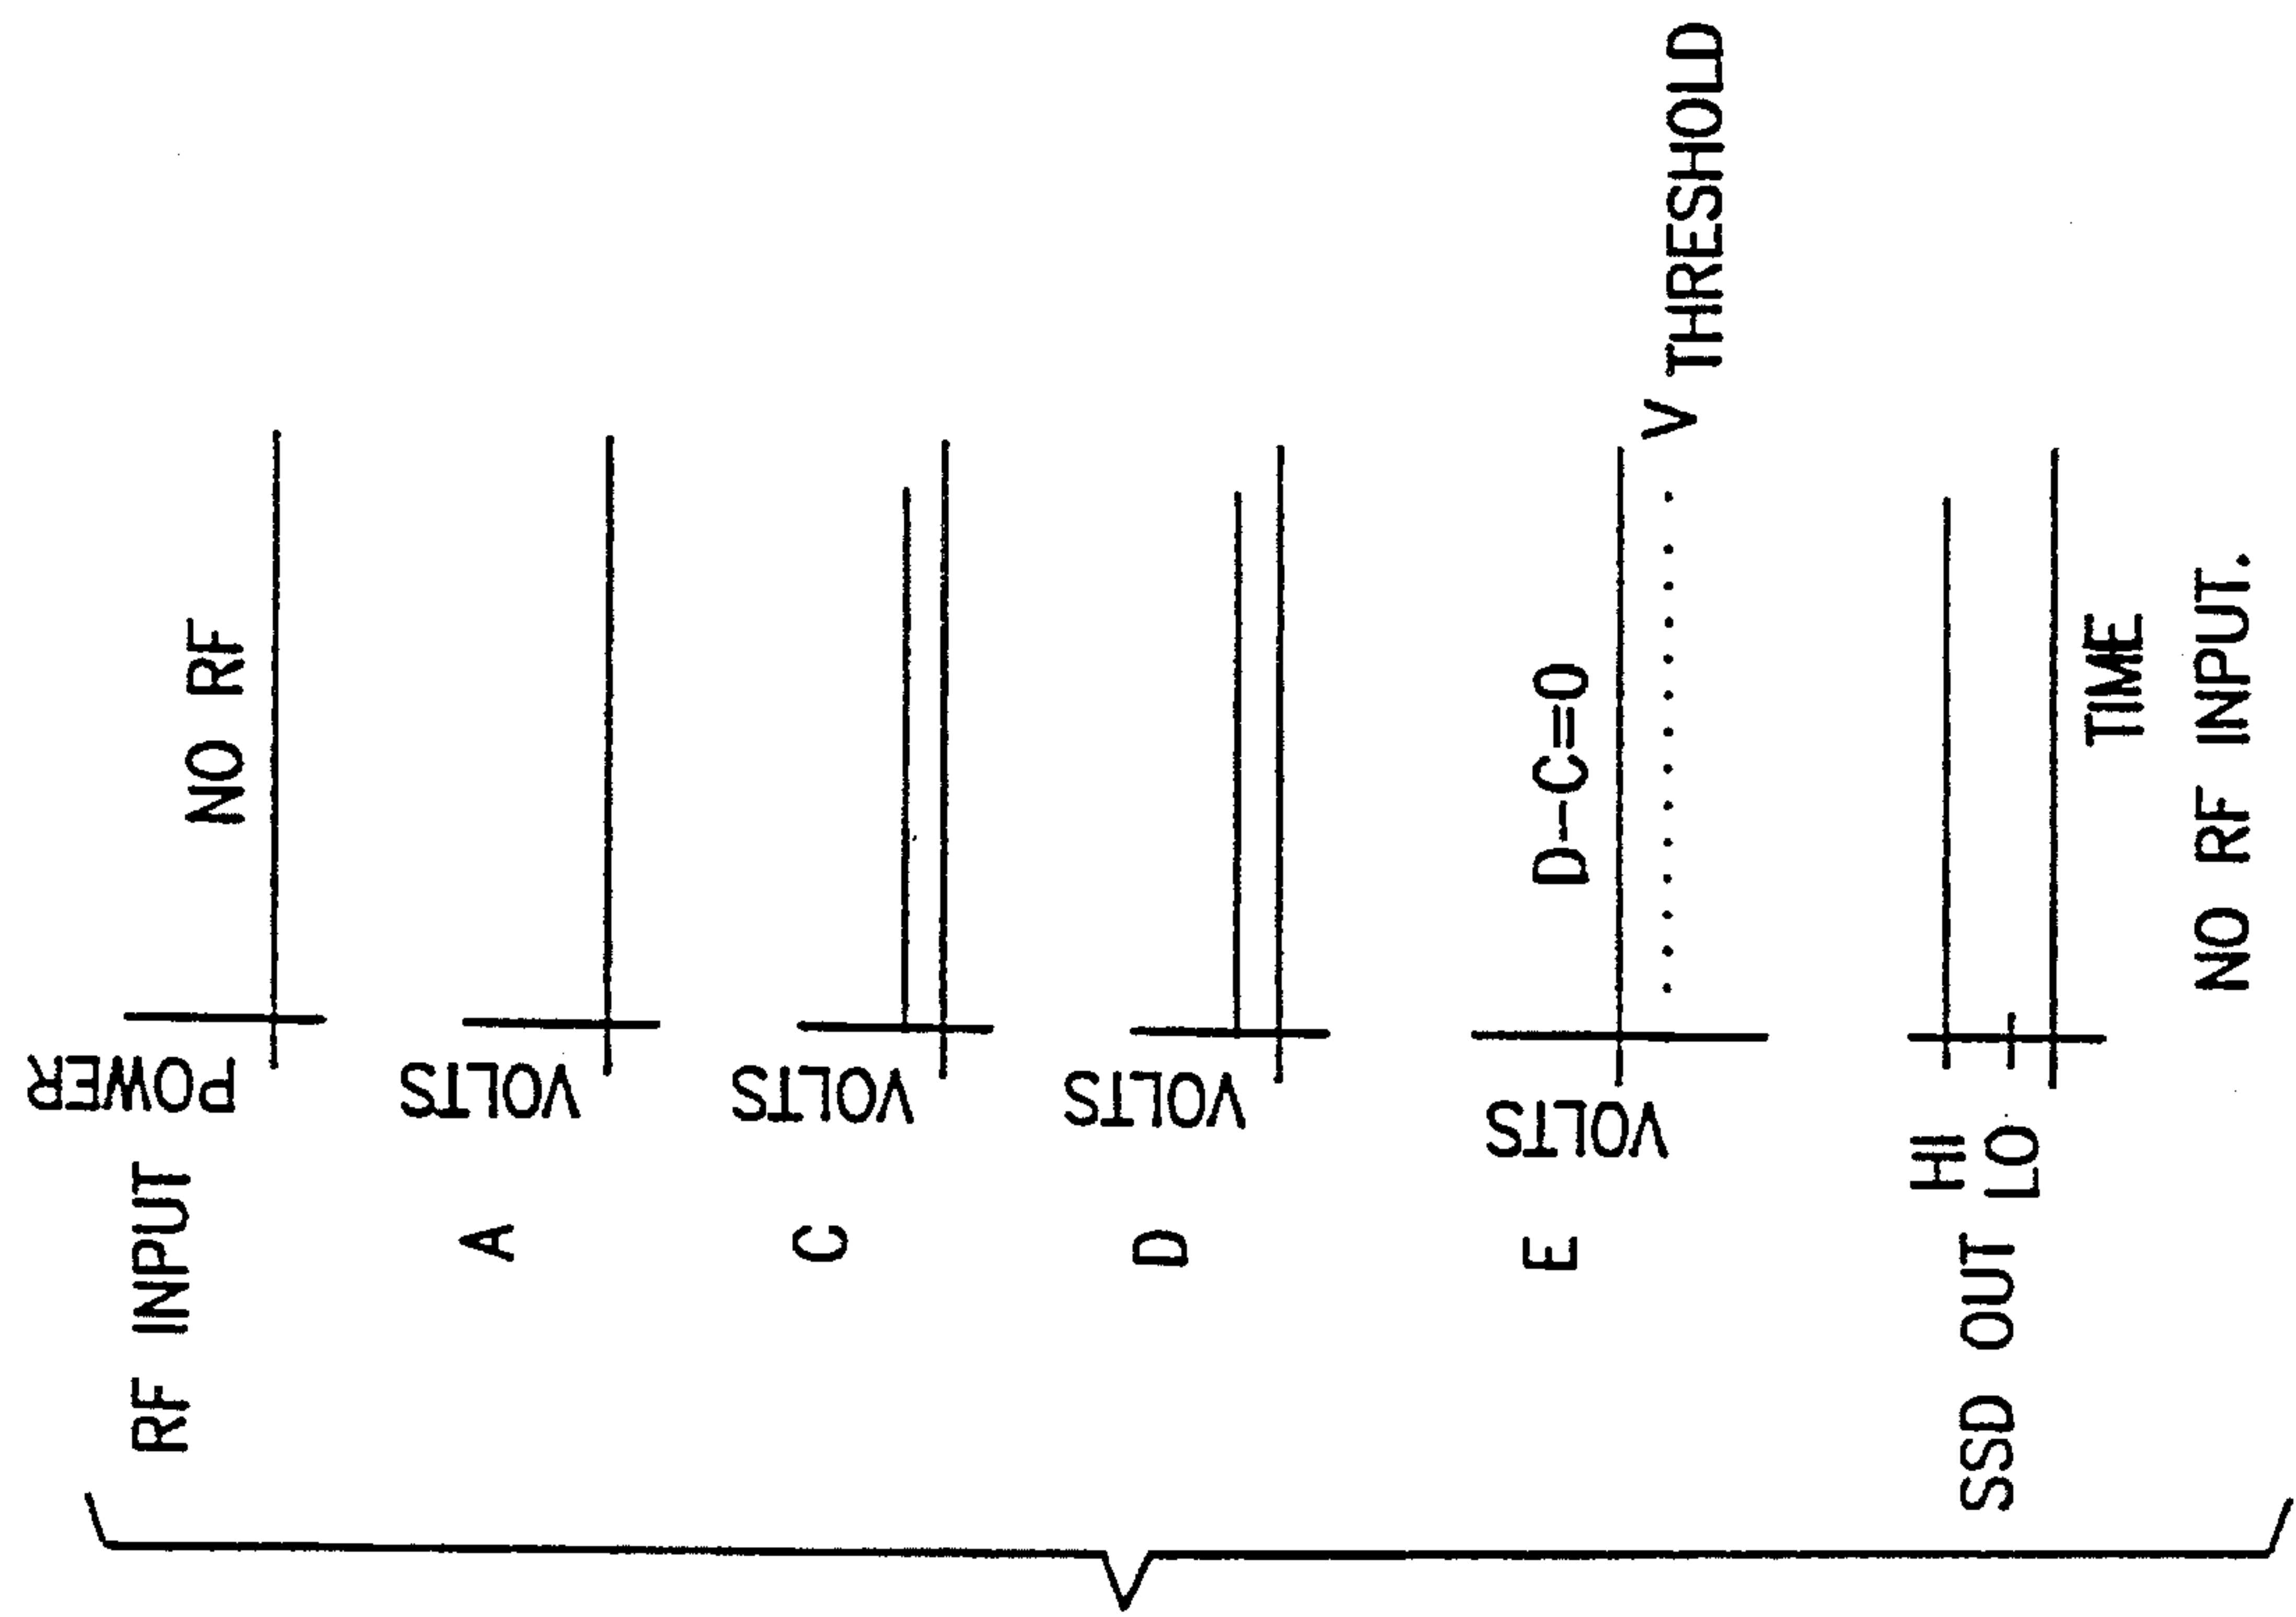 RF INPUT
POWER
NO RF
A
VOLTS
C
VOLTS
D
VOLTS
E
VOLTS
D-C=0
V THRESHOLD
SSD OUT
HI
LO
TIME
NO RF INPUT.